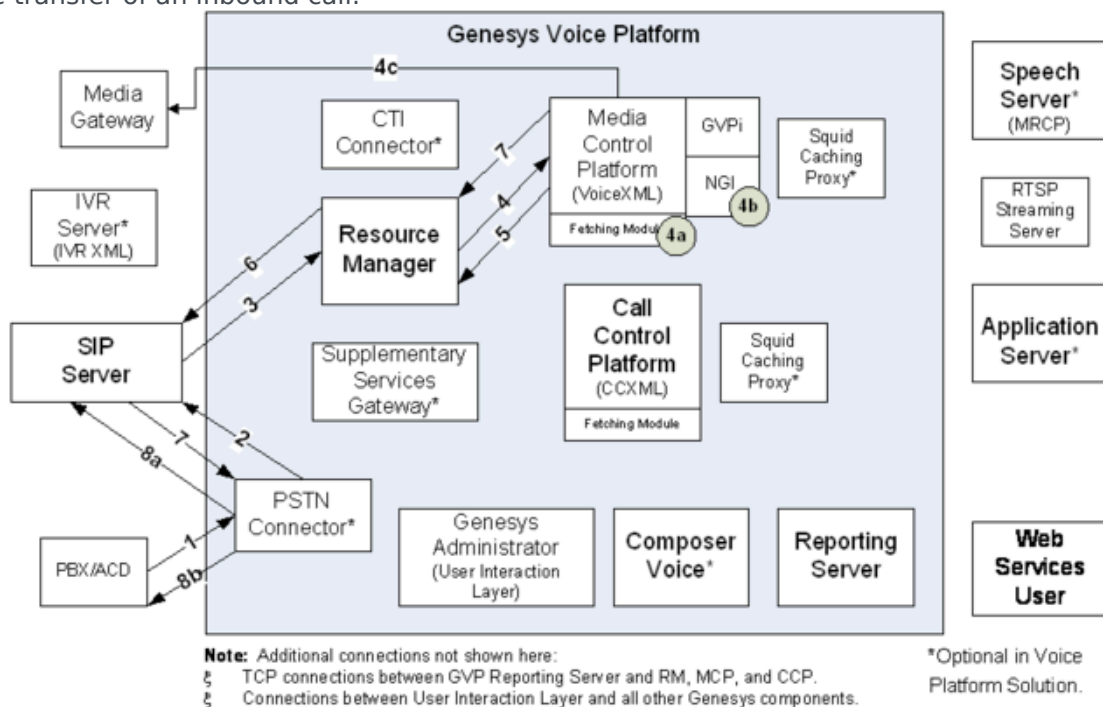 transfer of an inbound call.
Genesys Voice Platform
4c
Media
Gateway
CTI
Connector*
Media
Control
Platform
(VoiceXML)
Fetching Module
GVPi
NGI
4b
4a
Squid
Caching
Proxy*
Speech
Server*
(MRCP)
IVR
Server*
(IVR XML)
Resource
Manager
7
4
5
RTSP
Streaming
Server
6
3
SIP
Server
Supplementary
Services
Gateway*
Call
Control
Platform
(CCXML)
Fetching Module
Squid
Caching
Proxy*
Application
Server*
7
8a
2
PSTN
Connector*
PBX/ACD
1
8b
Genesys
Administrator
(User Interaction
Layer)
Composer
Voice*
Reporting
Server
Web
Services
User
Note: Additional connections not shown here:
ξ TCP connections between GVP Reporting Server and RM, MCP, and CCP.
ξ Connections between User Interaction Layer and all other Genesys components.
*Optional in Voice
Platform Solution.